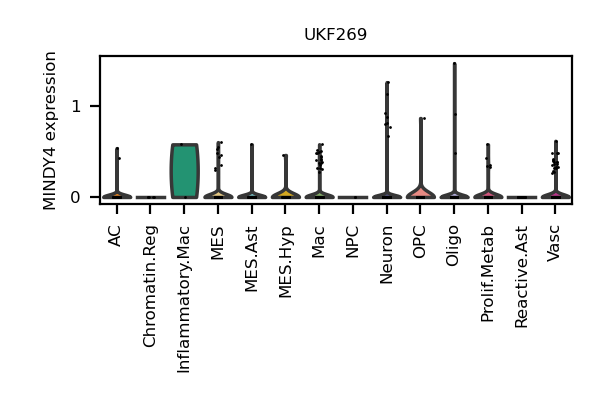 UKF269
MINDY4 expression
1
0
AC
Chromatin.Reg
Inflammatory.Mac
MES
MES.Ast
MES.Hyp
Mac
NPC
Neuron
OPC
Oligo
Prolif.Metab
Reactive.Ast
Vasc